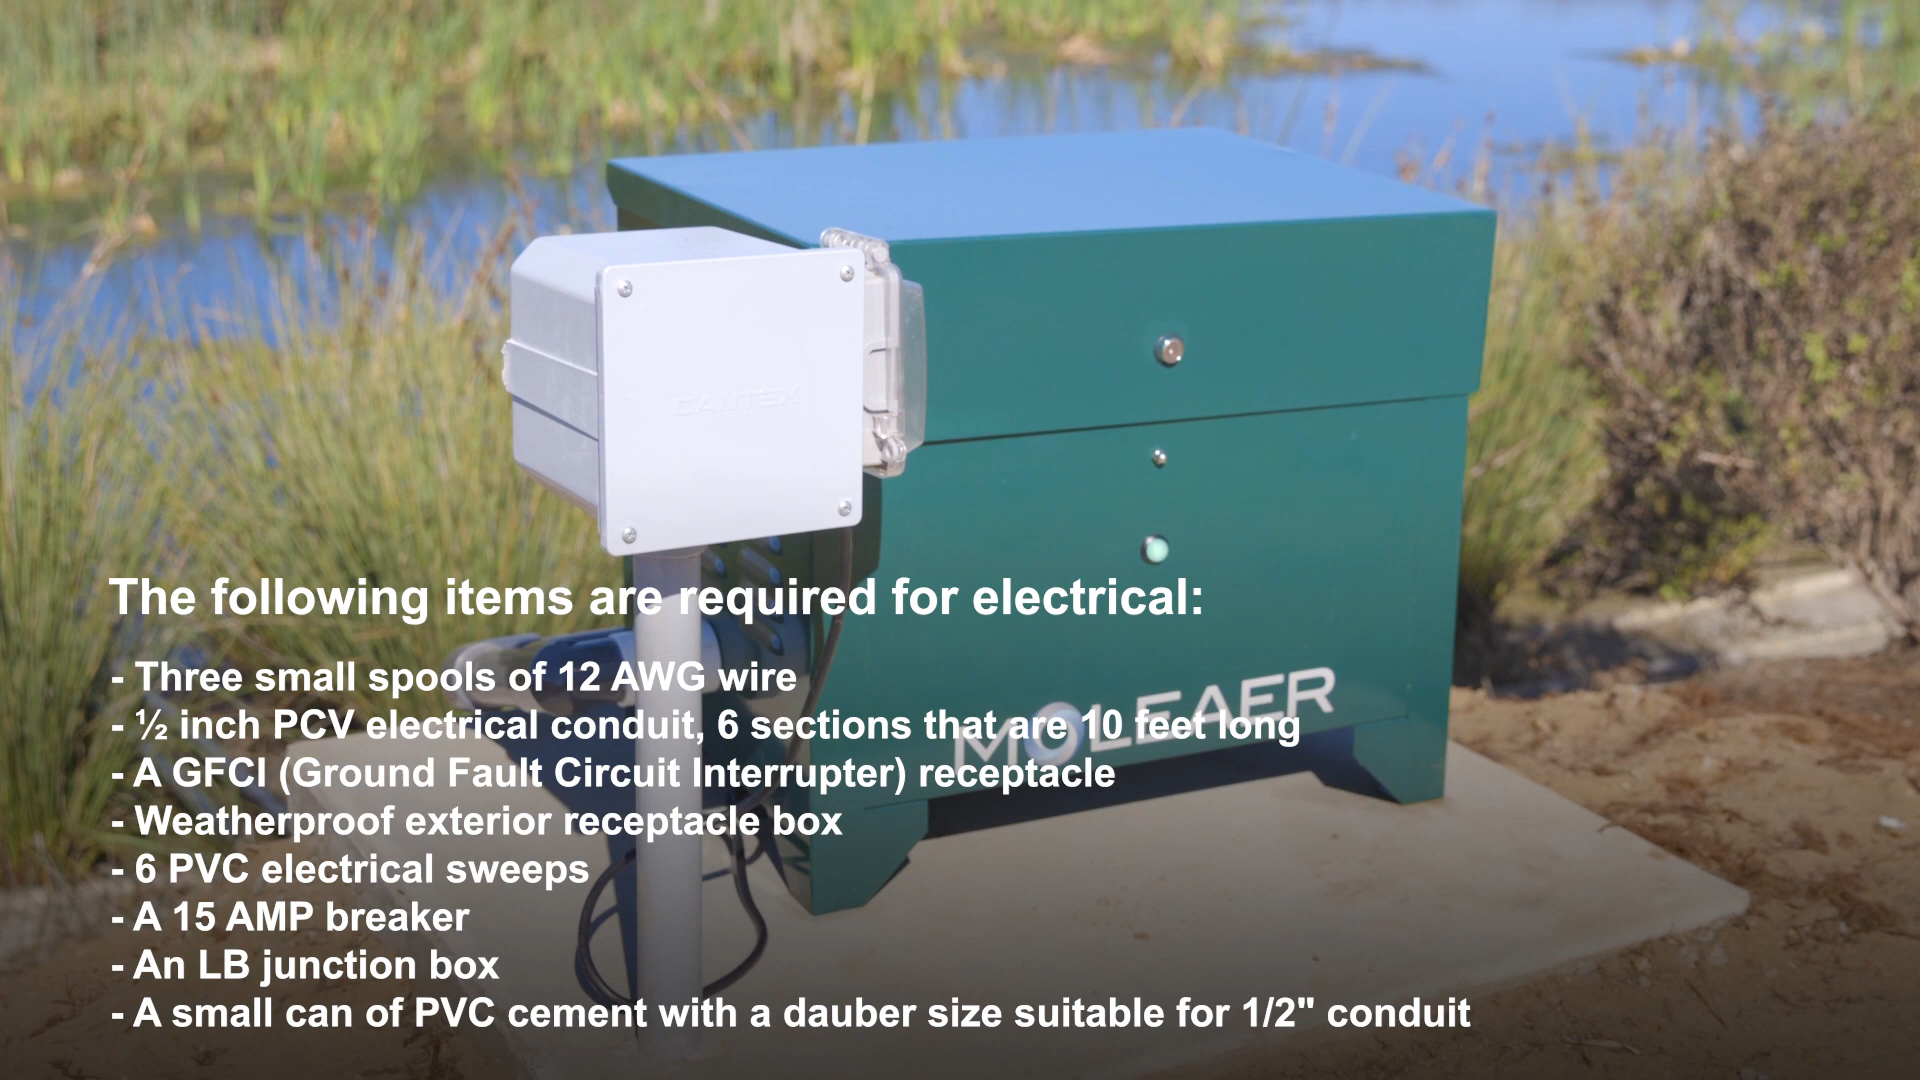 CANTEX
The following items are required for electrical:
- Three small spools of 12 AWG wire
- ½ inch PCV electrical conduit, 6 sections that are 10 feet long
MOLEAER
- A GFCI (Ground Fault Circuit Interrupter) receptacle
- Weatherproof exterior receptacle box
- 6 PVC electrical sweeps
- A 15 AMP breaker
- An LB junction box
- A small can of PVC cement with a dauber size suitable for 1/2" conduit